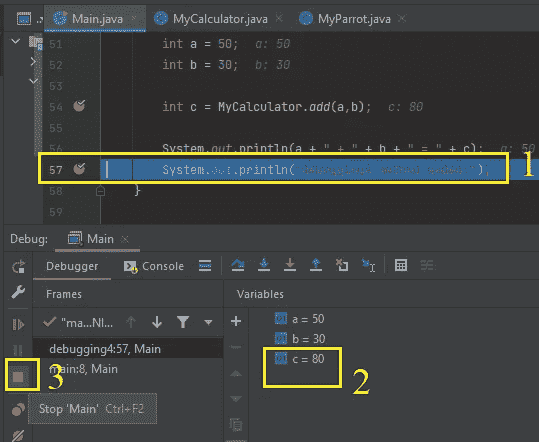 Main.java × MyCalculator.java × MyParrot.java ×
51 int a = 50; a: 50
52 int b = 30; b: 30
53
54 int c = MyCalculator.add(a,b); c: 80
55
56 System.out.println(a + " + " + b + " = " + c); a: 50
57 System.out.println( 1
58 }
59
Debug: Main ×
Debugger Console
Frames Variables
"ma...NI...
debugging4:57, Main
main:8, Main
a = 50
b = 30
c = 80
2
3
Stop 'Main' Ctrl+F2